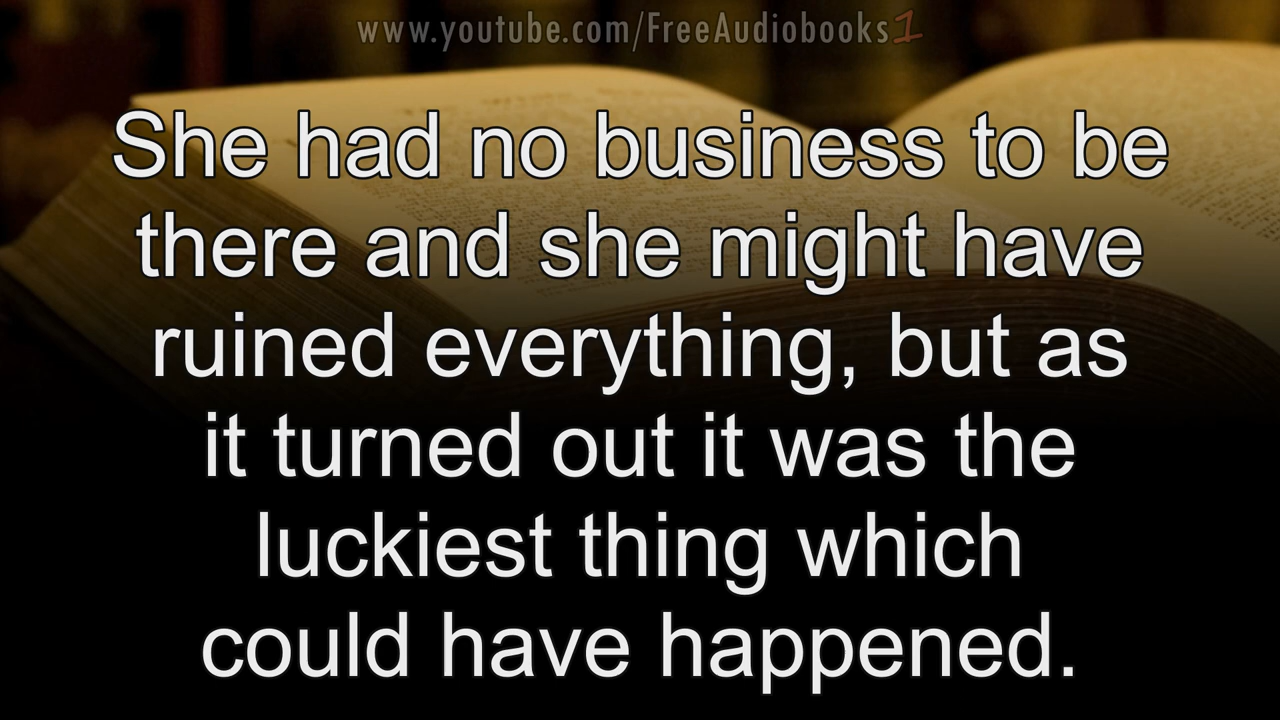 www.youtube.com/FreeAudiobooks1
She had no business to be
there and she might have
ruined everything, but as
it turned out it was the
luckiest thing which
could have happened.